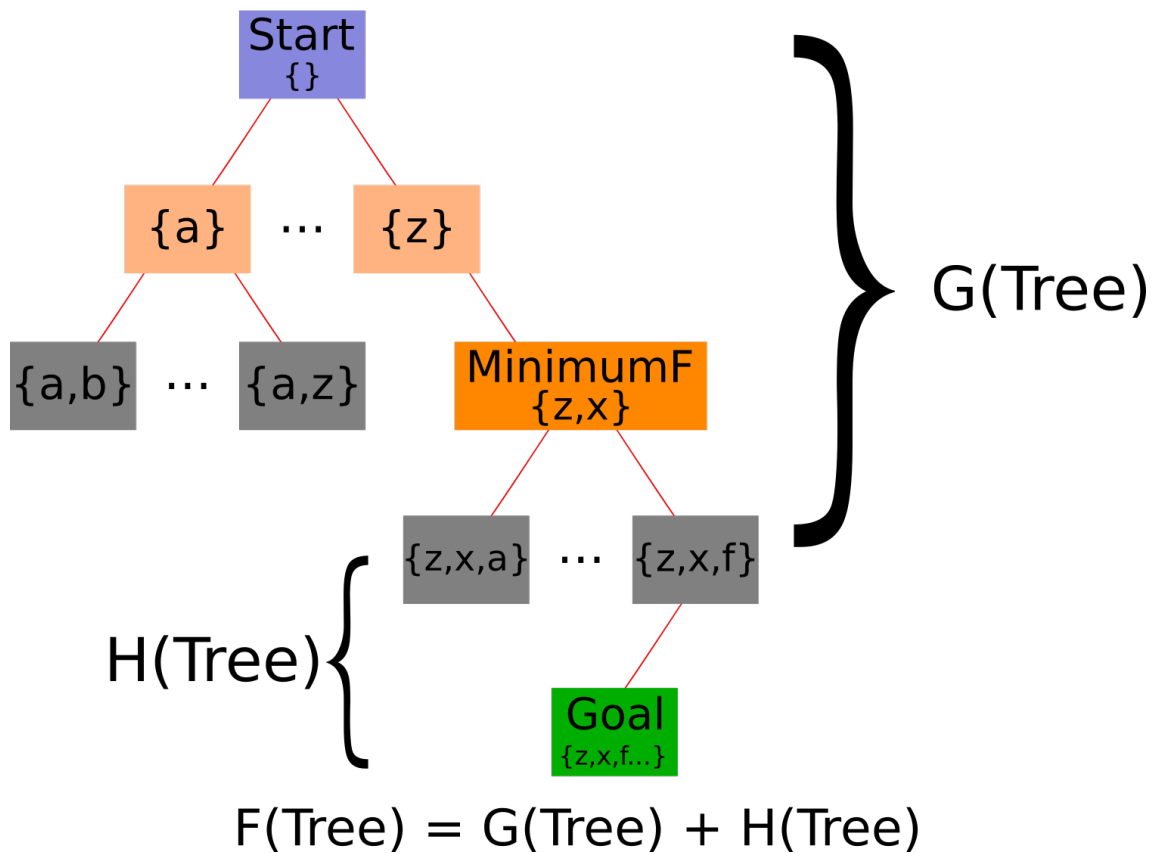 Start
{}
{a} ... {z}
G(Tree)
{a,b} ... {a,z}
MinimumF
{z,x}
{z,x,a} ... {z,x,f}
H(Tree)
Goal
{z,x,f...}
F(Tree) = G(Tree) + H(Tree)